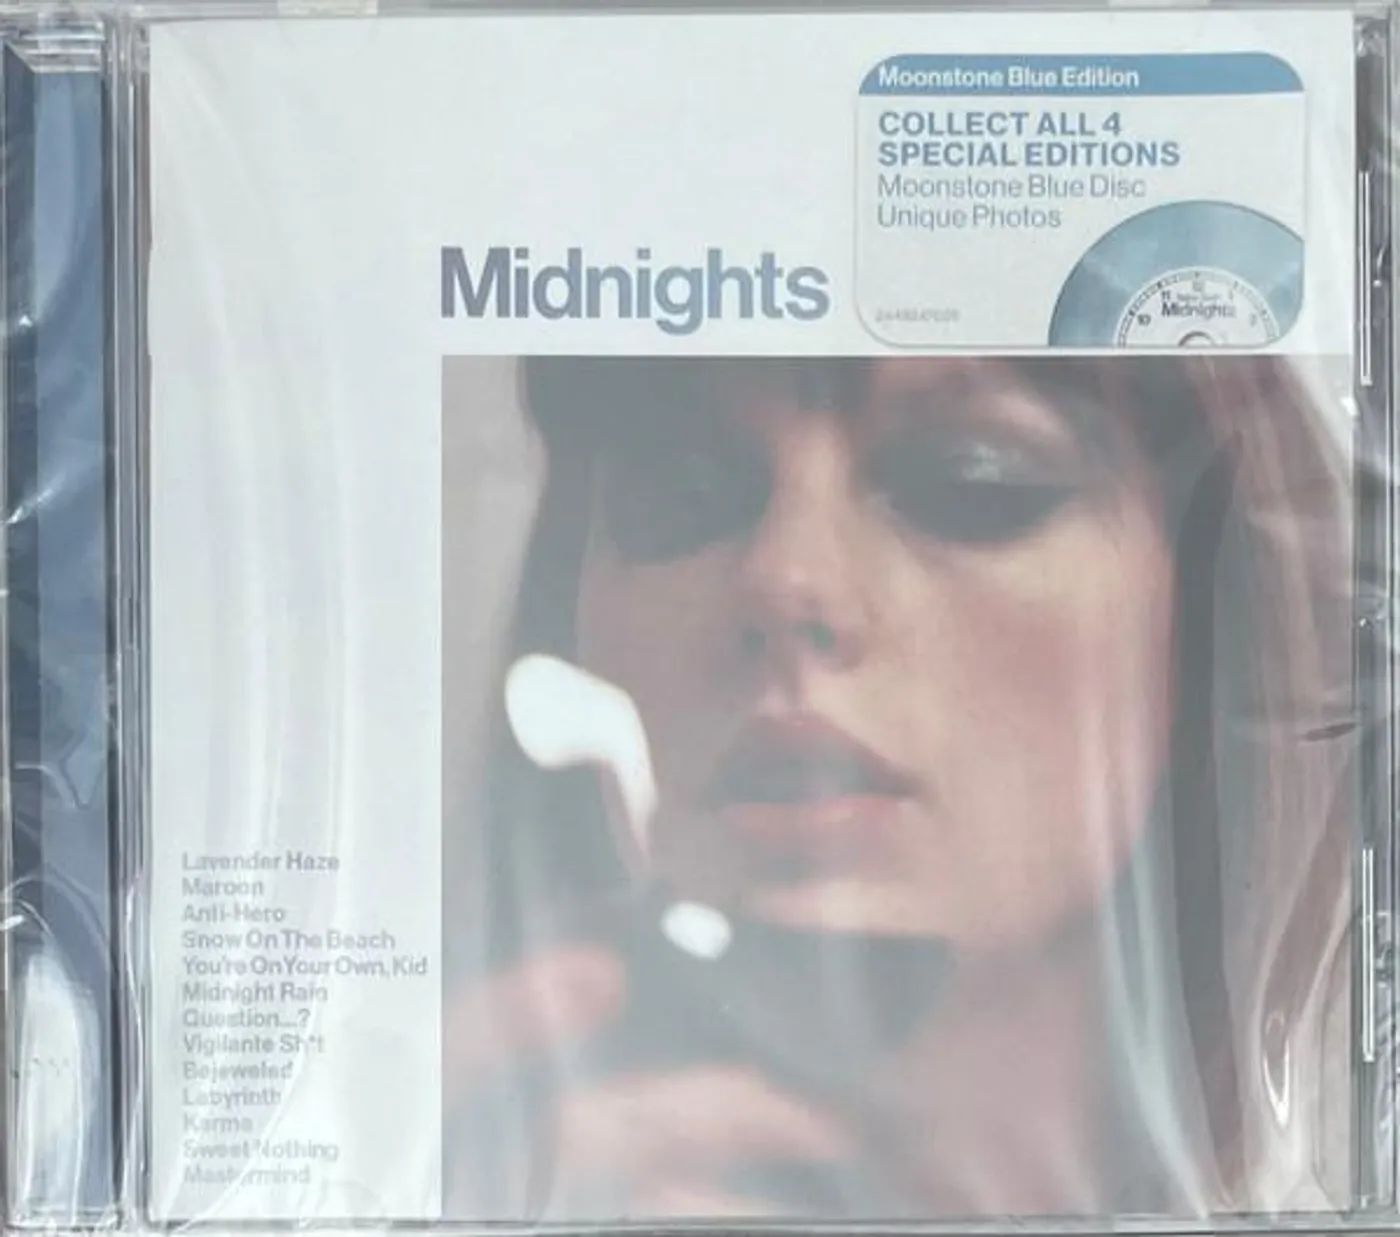 Moonstone Blue Edition
COLLECT ALL 4
SPECIAL EDITIONS
Moonstone Blue Disc
Unique Photos
Midnights
Midnights
Lavender Haze
Maroon
Anti-Hero
Snow On The Beach
You're On Your Own, Kid
Midnight Rain
Question...?
Vigilante Sh*t
Bejeweled
Labyrinth
Karma
Sweet Nothing
Mastermind